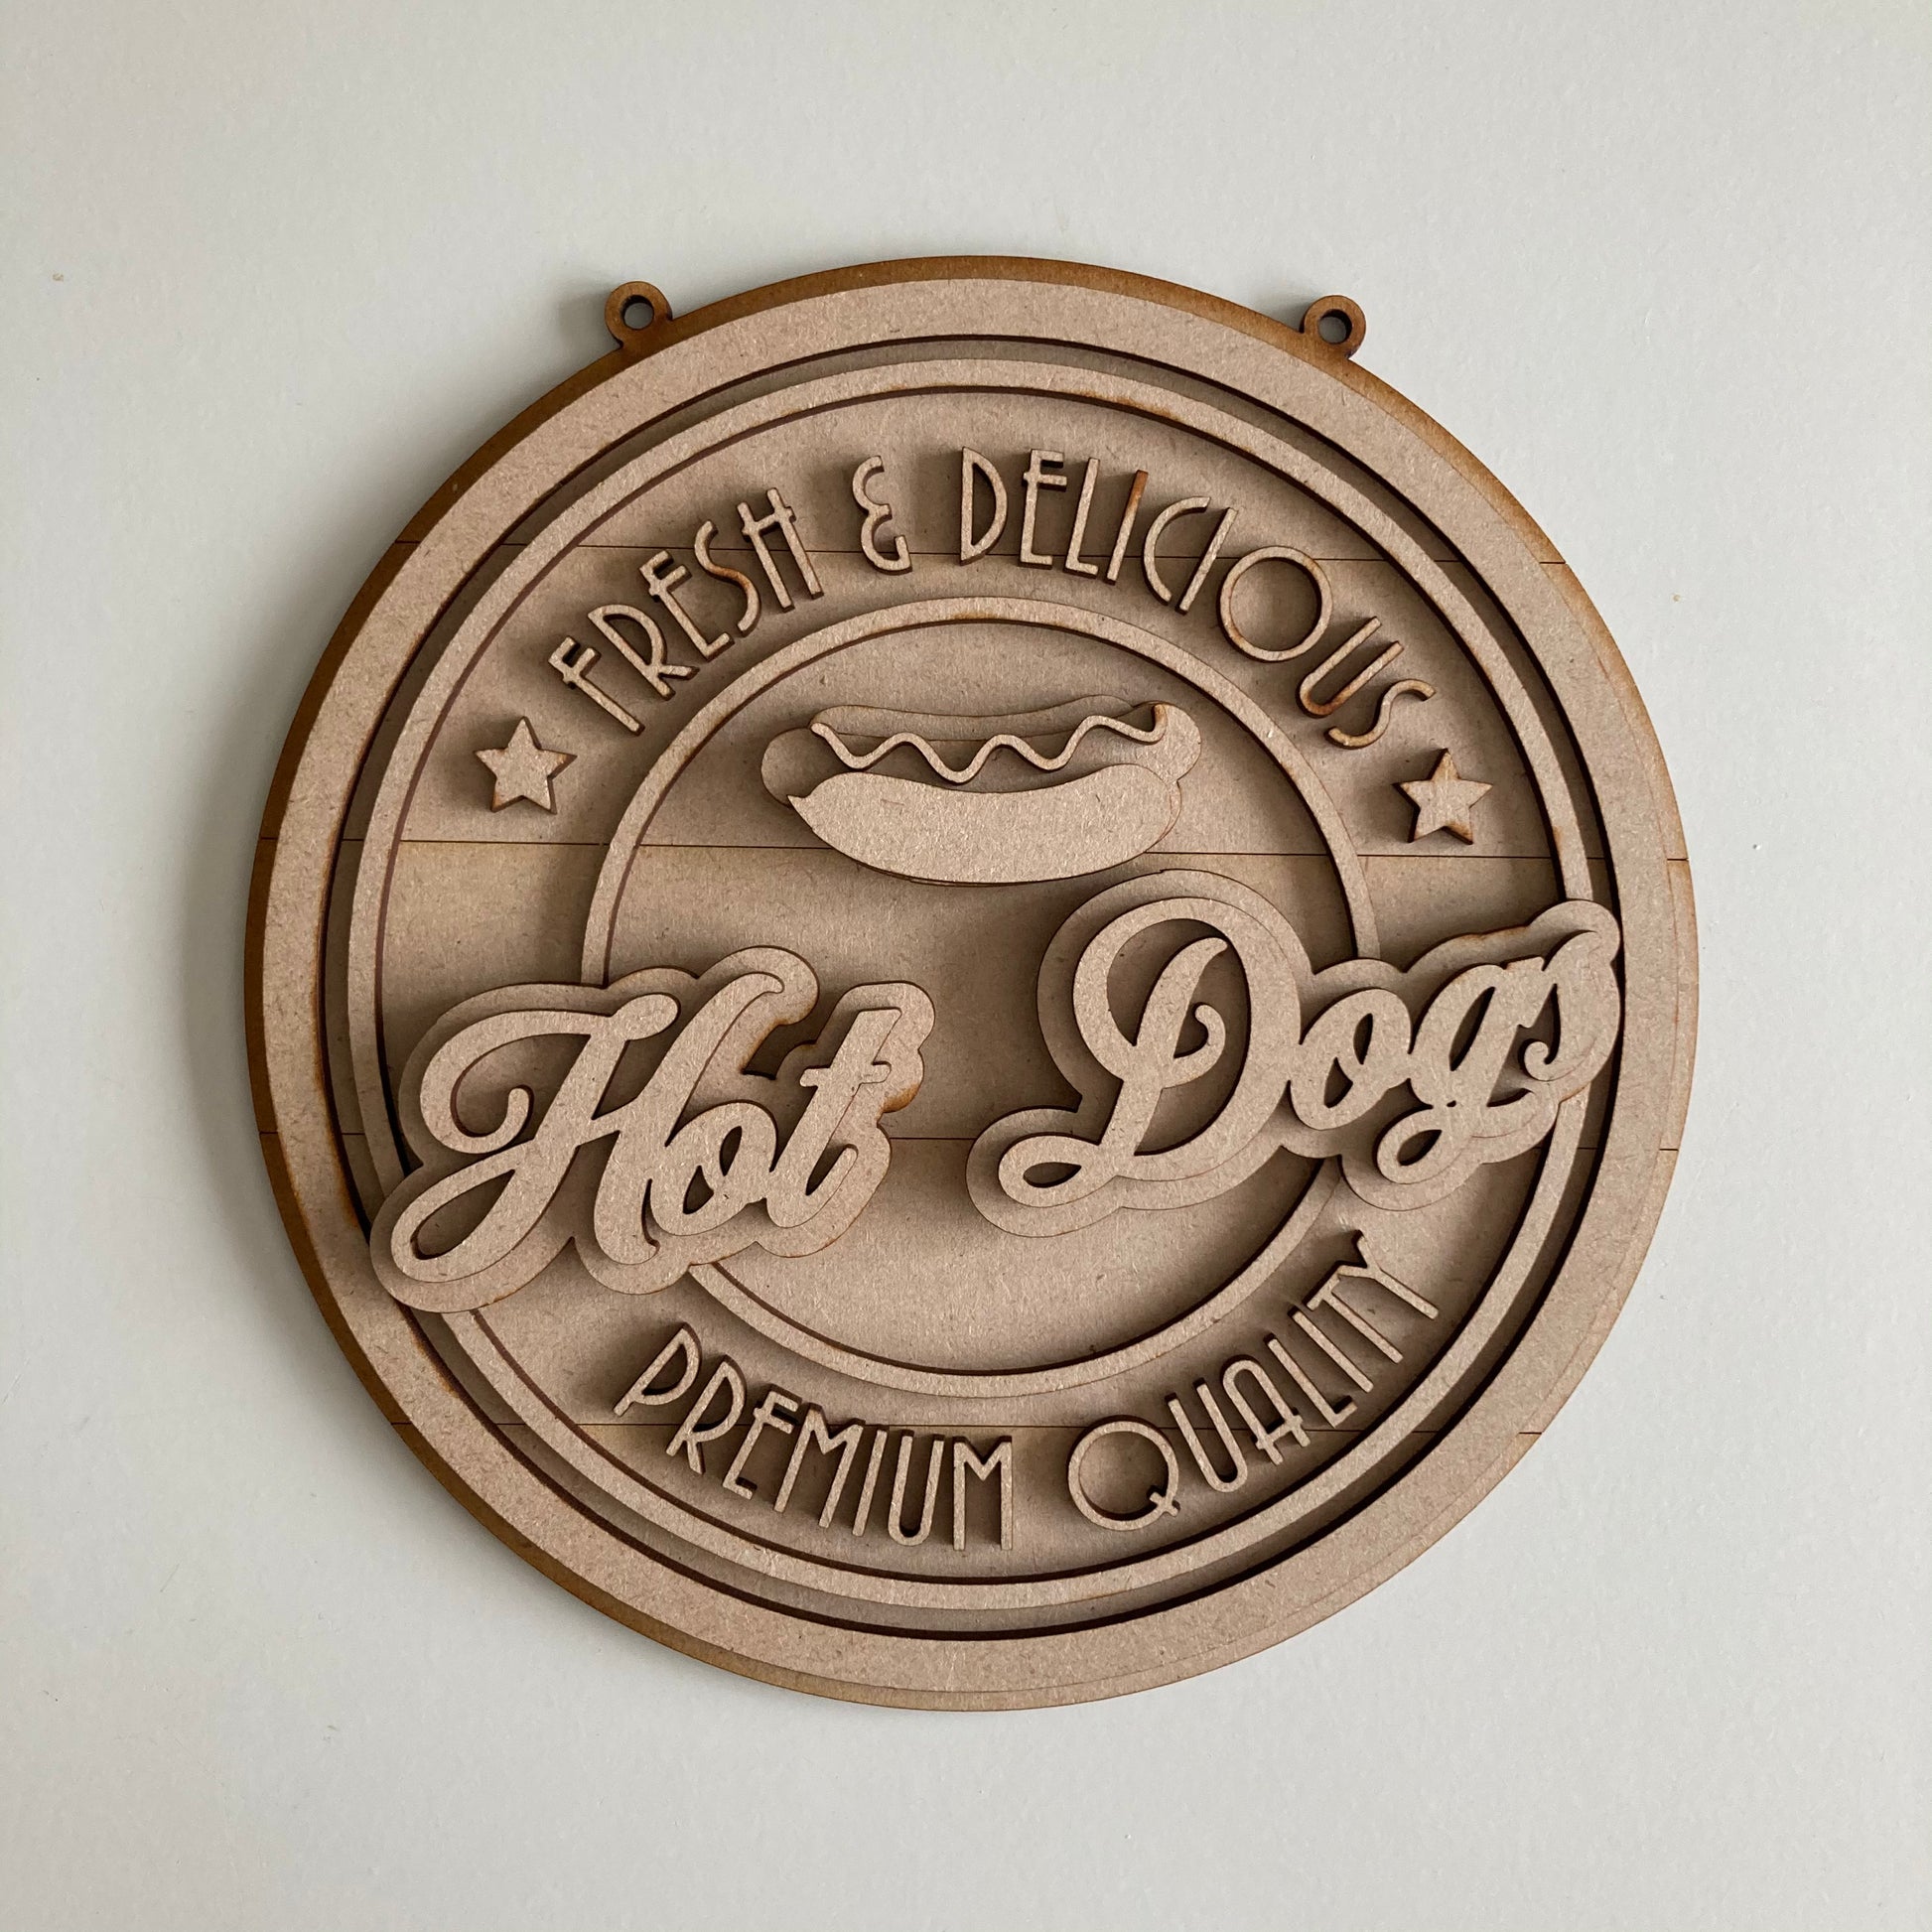 FRESH & DELICIOUS
Hot Dogs
PREMIUM QUALITY